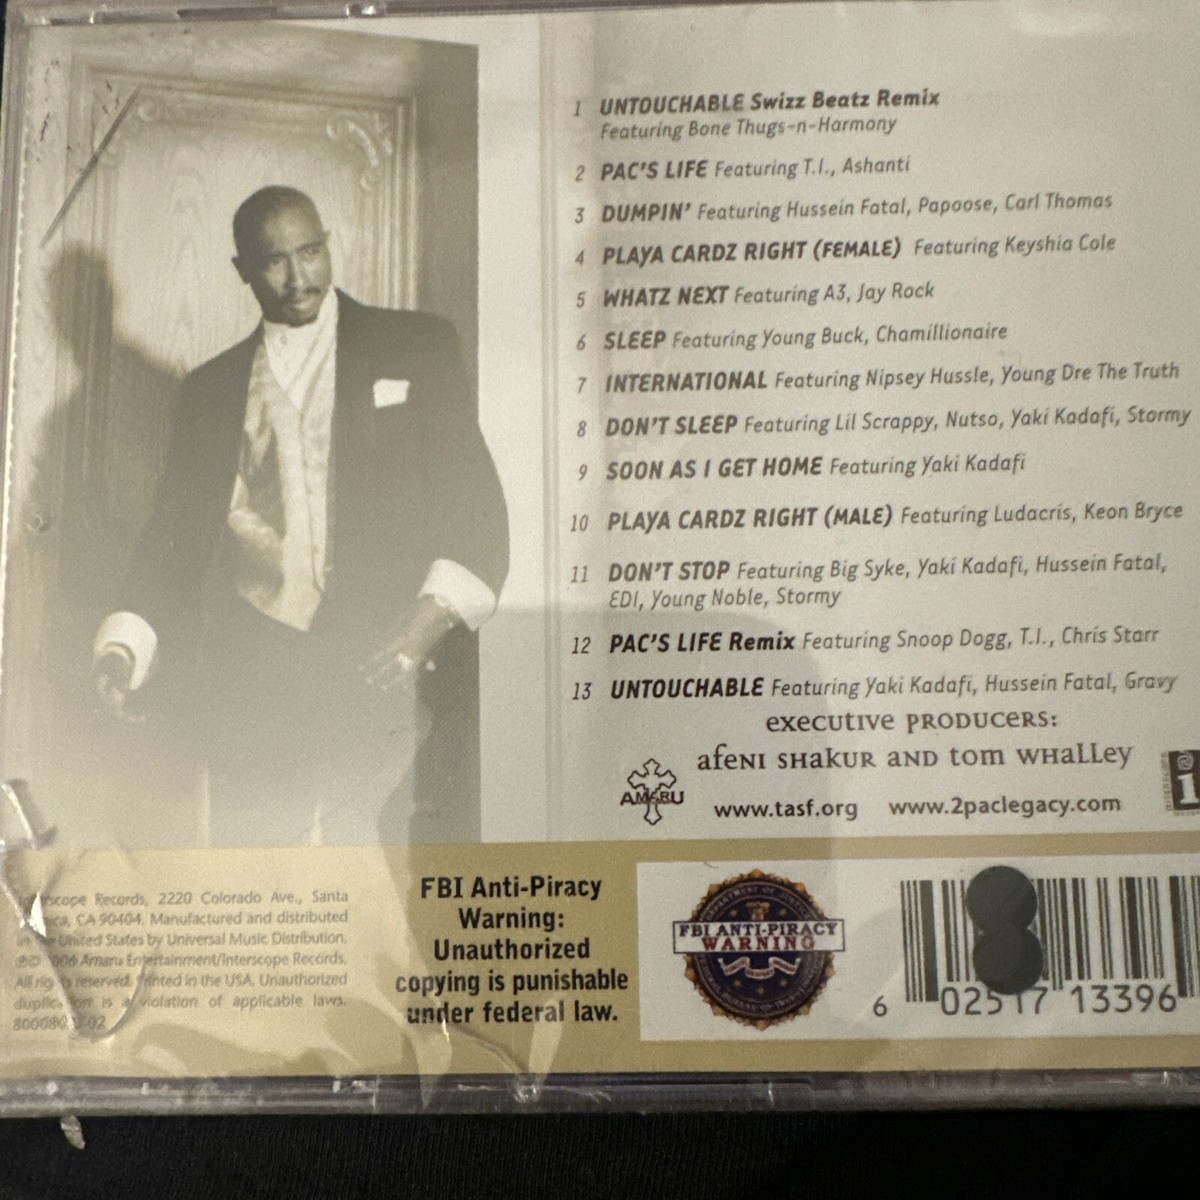 1 UNTOUCHABLE Swizz Beatz Remix
Featuring Bone Thugs-n-Harmony
2 PAC'S LIFE Featuring T.I., Ashanti
3 DUMPIN' Featuring Hussein Fatal, Papoose, Carl Thomas
4 PLAYA CARDZ RIGHT (FEMALE) Featuring Keyshia Cole
5 WHATZ NEXT Featuring A3, Jay Rock
6 SLEEP Featuring Young Buck, Chamillionaire
7 INTERNATIONAL Featuring Nipsey Hussle, Young Dre The Truth
8 DON'T SLEEP Featuring Lil Scrappy, Nutso, Yaki Kadafi, Stormy
9 SOON AS I GET HOME Featuring Yaki Kadafi
10 PLAYA CARDZ RIGHT (MALE) Featuring Ludacris, Keon Bryce
11 DON'T STOP Featuring Big Syke, Yaki Kadafi, Hussein Fatal,
EDI, Young Noble, Stormy
12 PAC'S LIFE Remix Featuring Snoop Dogg, T.I., Chris Starr
13 UNTOUCHABLE Featuring Yaki Kadafi, Hussein Fatal, Gravy
executive PRODUCERS:
afeNI SHakUR AND tom WHaLLey
AMARU
www.tasf.org www.2paclegacy.com
Records, 2220 Colorado Ave., Santa
CA 90404. Manufactured and distributed
United States by Universal Music Distribution.
Amaru Entertainment/Interscope Records.
reserved. Printed in the USA. Unauthorized
is a violation of applicable laws.
FBI Anti-Piracy
Warning:
Unauthorized
copying is punishable
under federal law.
DEPARTMENT OF JUSTICE
FBI ANTI-PIRACY
WARNING
6 02517 13396